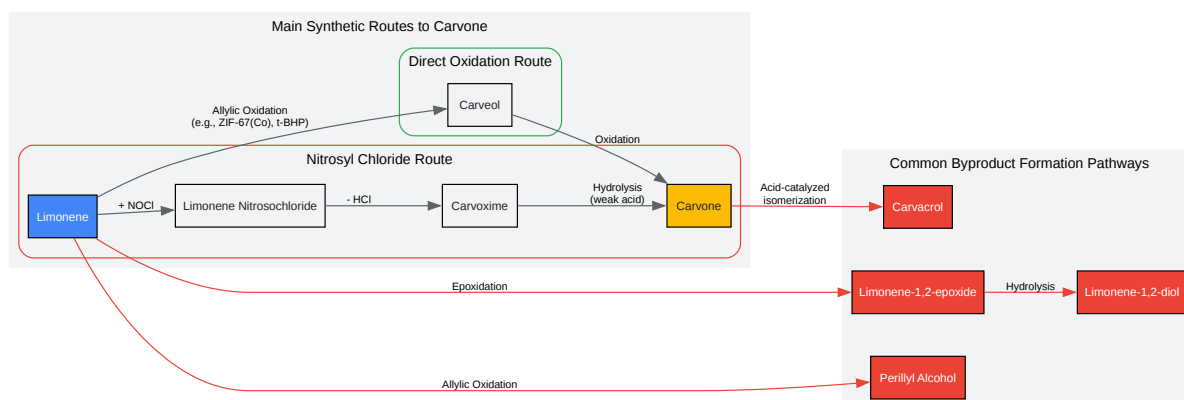 Main Synthetic Routes to Carvone
Direct Oxidation Route
Carveol
Allylic Oxidation
(e.g., ZIF-67(Co), t-BHP)
Oxidation
Nitrosyl Chloride Route
Limonene
+ NOCl
Limonene Nitrosochloride
- HCl
Carvoxime
Hydrolysis
(weak acid)
Carvone
Acid-catalyzed
isomerization
Common Byproduct Formation Pathways
Carvacrol
Epoxidation
Limonene-1,2-epoxide
Hydrolysis
Limonene-1,2-diol
Allylic Oxidation
Perillyl Alcohol